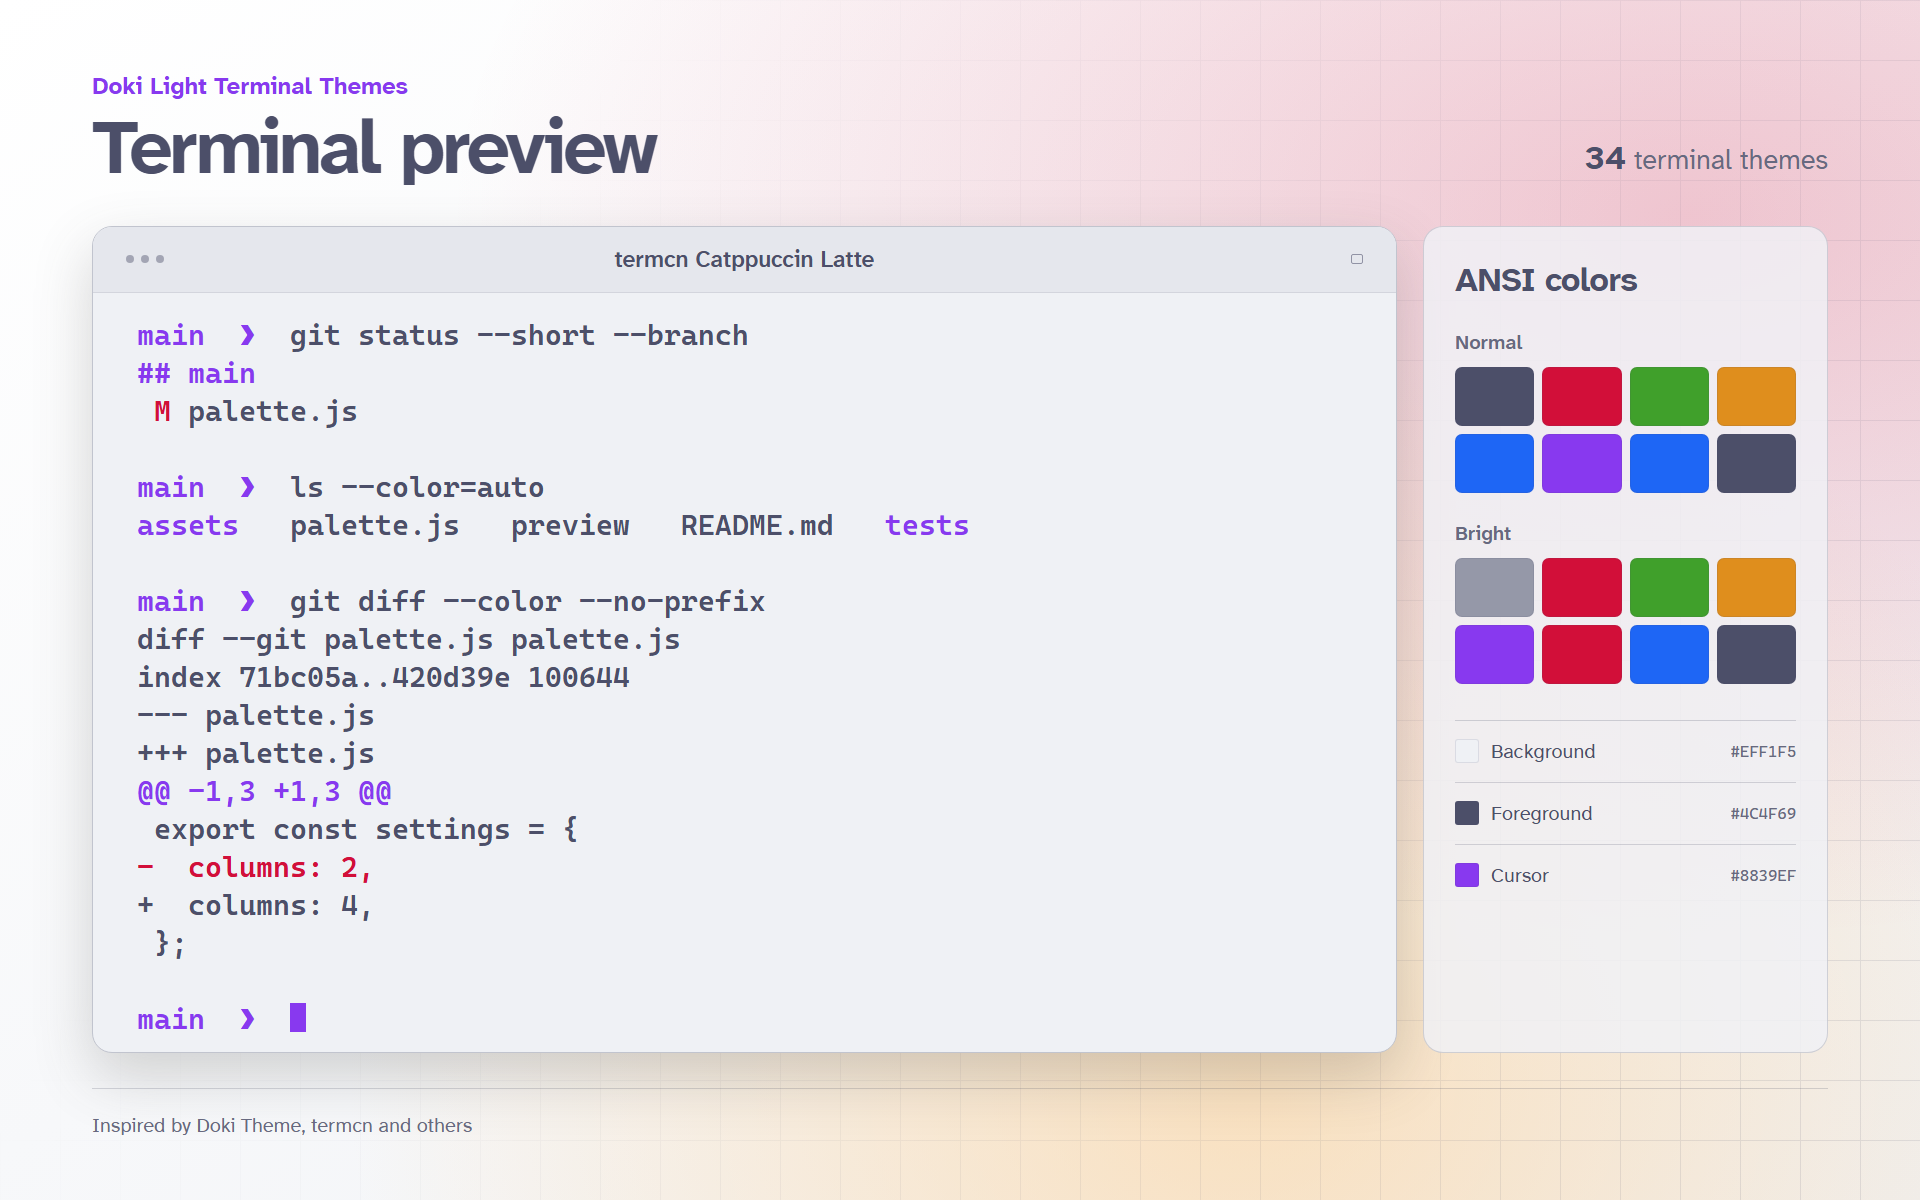 Doki Light Terminal Themes
Terminal preview
34 terminal themes
termcn Catppuccin Latte
main ❯ git status --short --branch
## main
 M palette.js
main ❯ ls --color=auto
assets   palette.js   preview   README.md   tests
main ❯ git diff --color --no-prefix
diff --git palette.js palette.js
index 71bc05a..420d39e 100644
--- palette.js
+++ palette.js
@@ -1,3 +1,3 @@
 export const settings = {
-  columns: 2,
+  columns: 4,
 };
main ❯
ANSI colors
Normal
Bright
Background #EFF1F5
Foreground #4C4F69
Cursor #8839EF
Inspired by Doki Theme, termcn and others